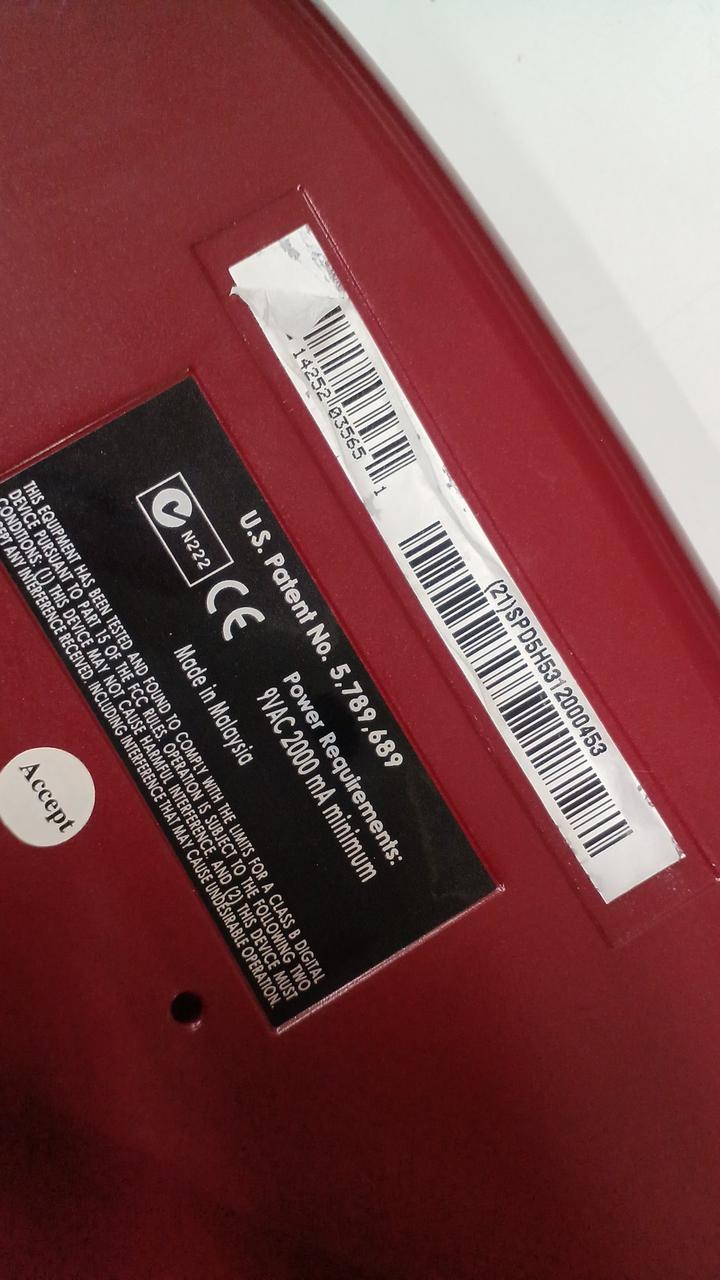 14252 03565 1
(21)SPD5H5312000453
U.S. Patent No. 5,789,689
Power Requirements:
9VAC 2000 mA minimum
N222
CE
Made in Malaysia
THIS EQUIPMENT HAS BEEN TESTED AND FOUND TO COMPLY WITH THE LIMITS FOR A CLASS B DIGITAL
DEVICE PURSUANT TO PART 15 OF THE FCC RULES. OPERATION IS SUBJECT TO THE FOLLOWING TWO
CONDITIONS: (1) THIS DEVICE MAY NOT CAUSE HARMFUL INTERFERENCE, AND (2) THIS DEVICE MUST
ANY INTERFERENCE RECEIVED, INCLUDING INTERFERENCE THAT MAY CAUSE UNDESIRABLE OPERATION.
Accept